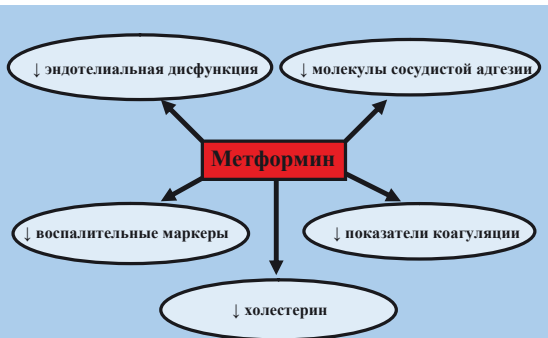 ↓ эндотелиальная дисфункция
↓ молекулы сосудистой адгезии
Метформин
↓ воспалительные маркеры
↓ показатели коагуляции
↓ холестерин